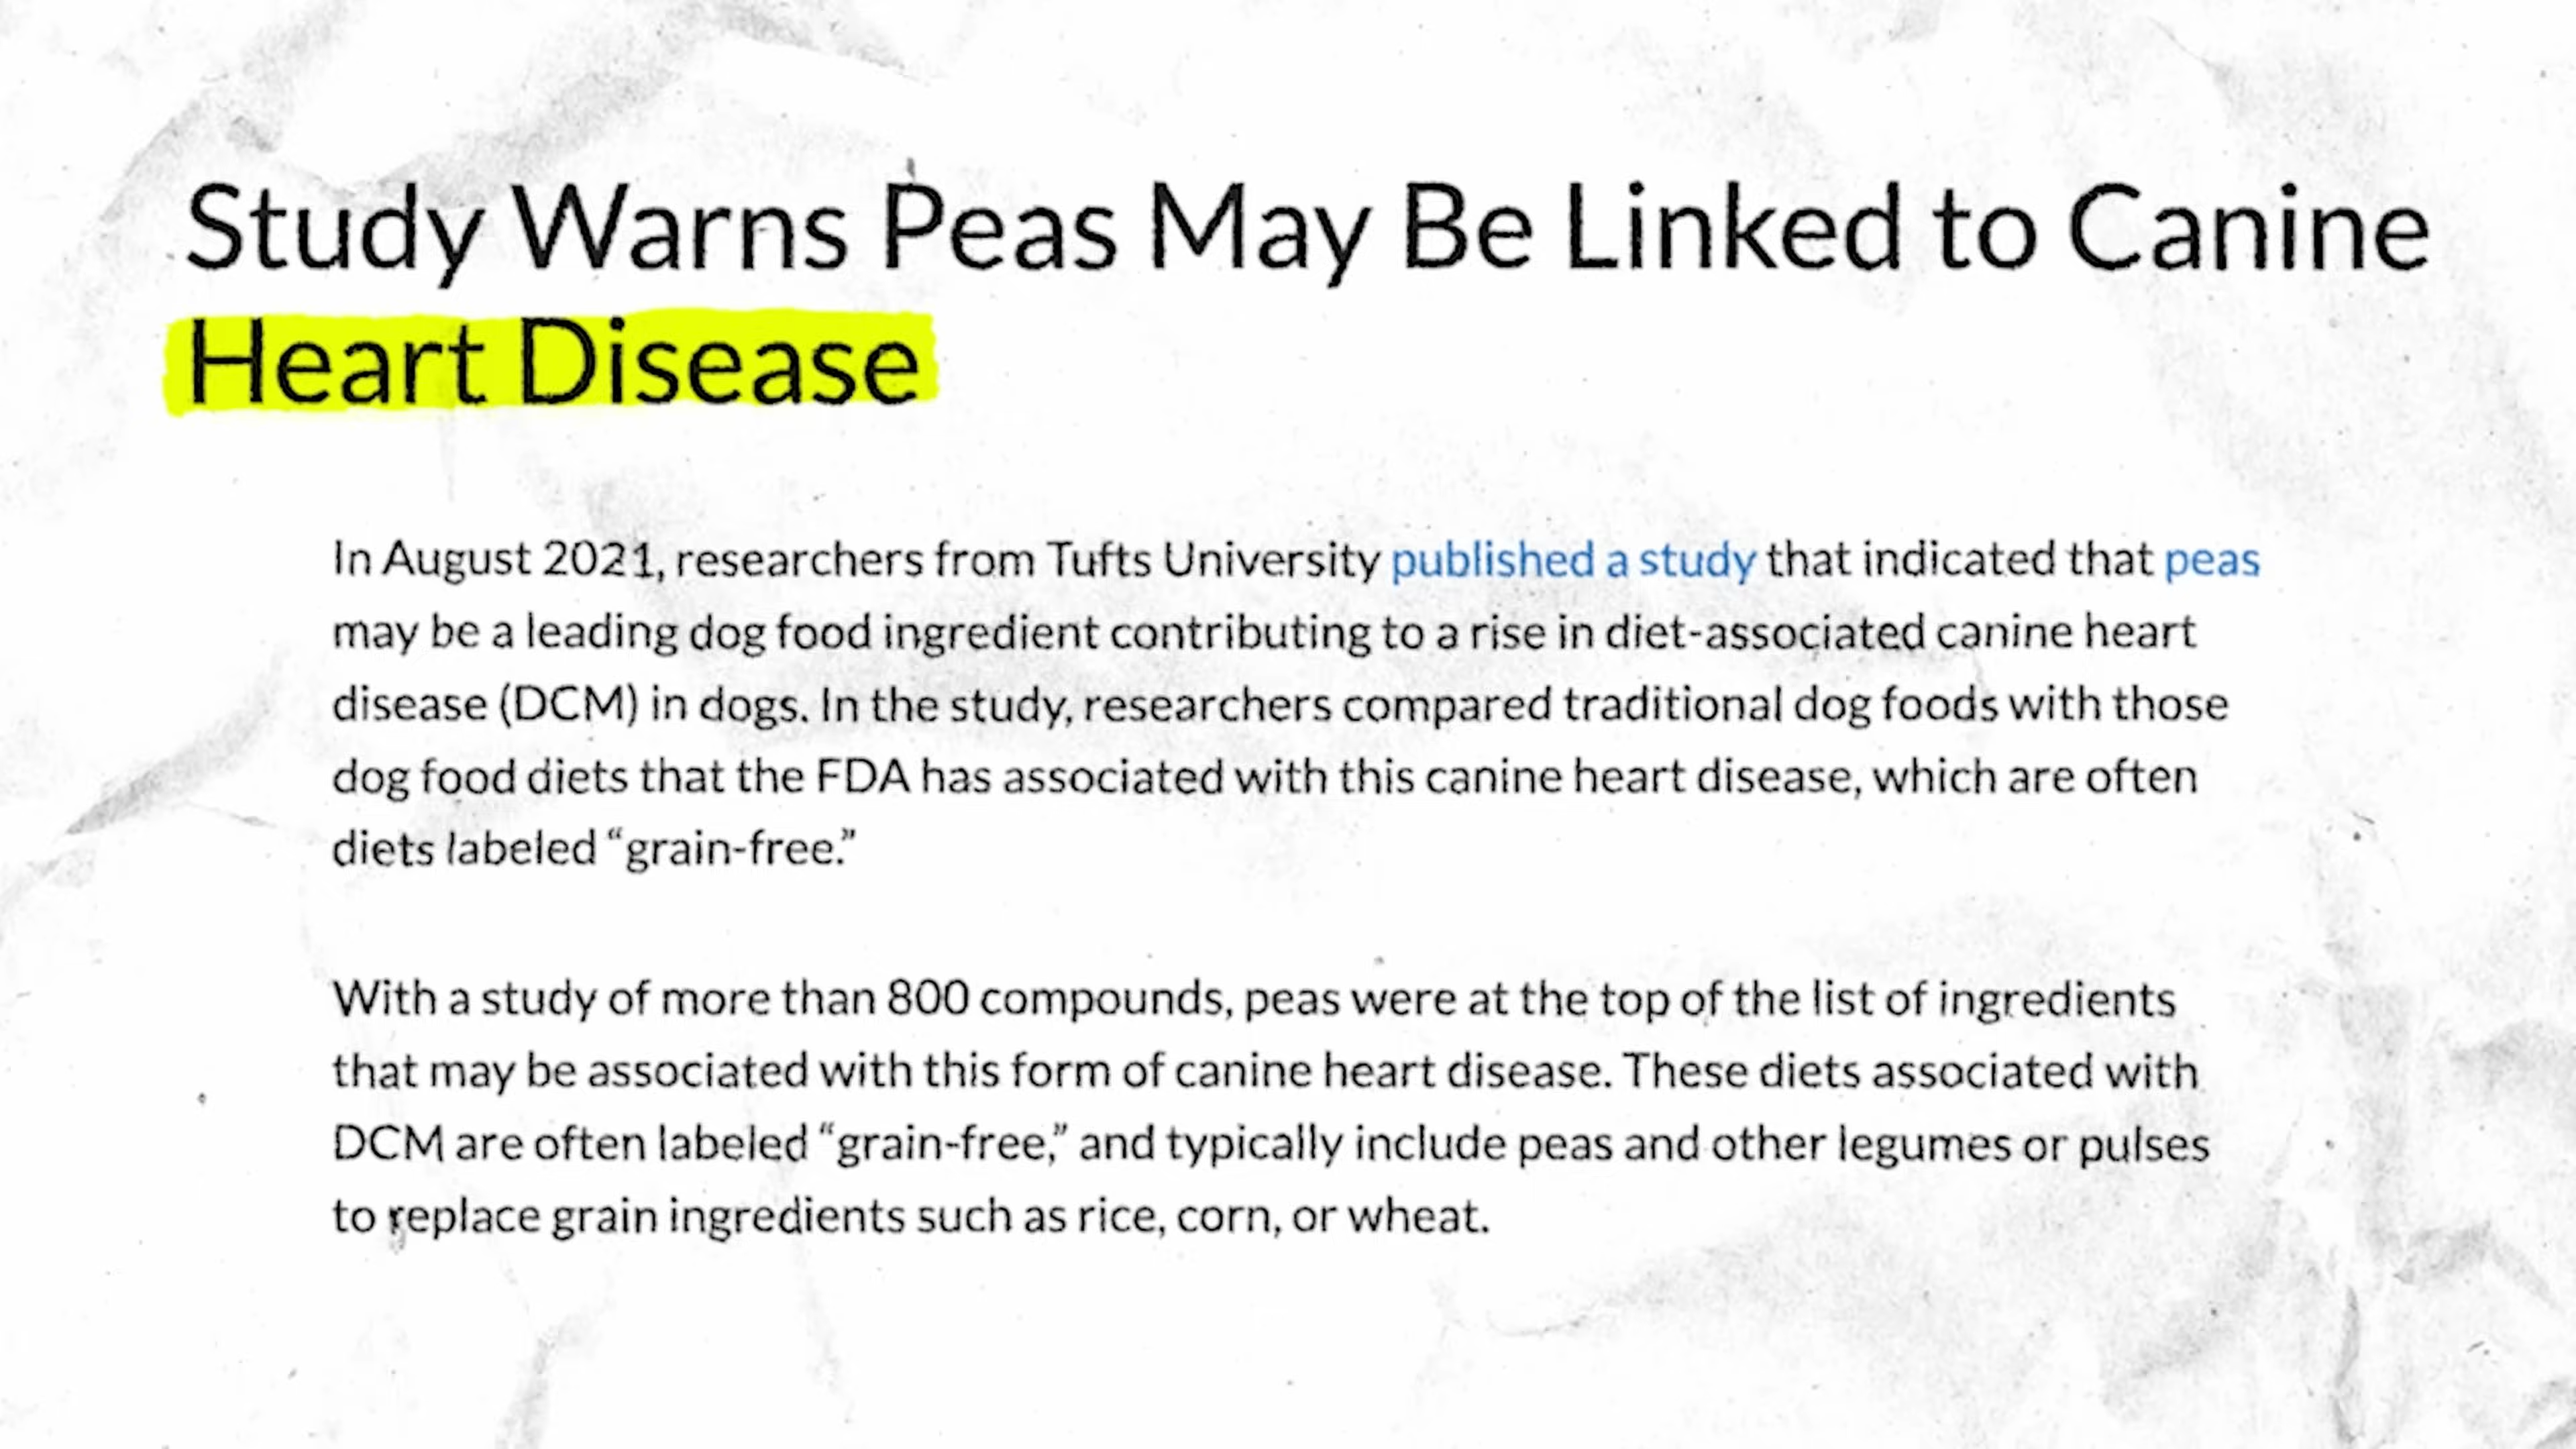 Study Warns Peas May Be Linked to Canine
Heart Disease
In August 2021, researchers from Tufts University published a study that indicated that peas
may be a leading dog food ingredient contributing to a rise in diet-associated canine heart
disease (DCM) in dogs. In the study, researchers compared traditional dog foods with those
dog food diets that the FDA has associated with this canine heart disease, which are often
diets labeled “grain-free.”
With a study of more than 800 compounds, peas were at the top of the list of ingredients
that may be associated with this form of canine heart disease. These diets associated with
DCM are often labeled “grain-free,” and typically include peas and other legumes or pulses
to replace grain ingredients such as rice, corn, or wheat.